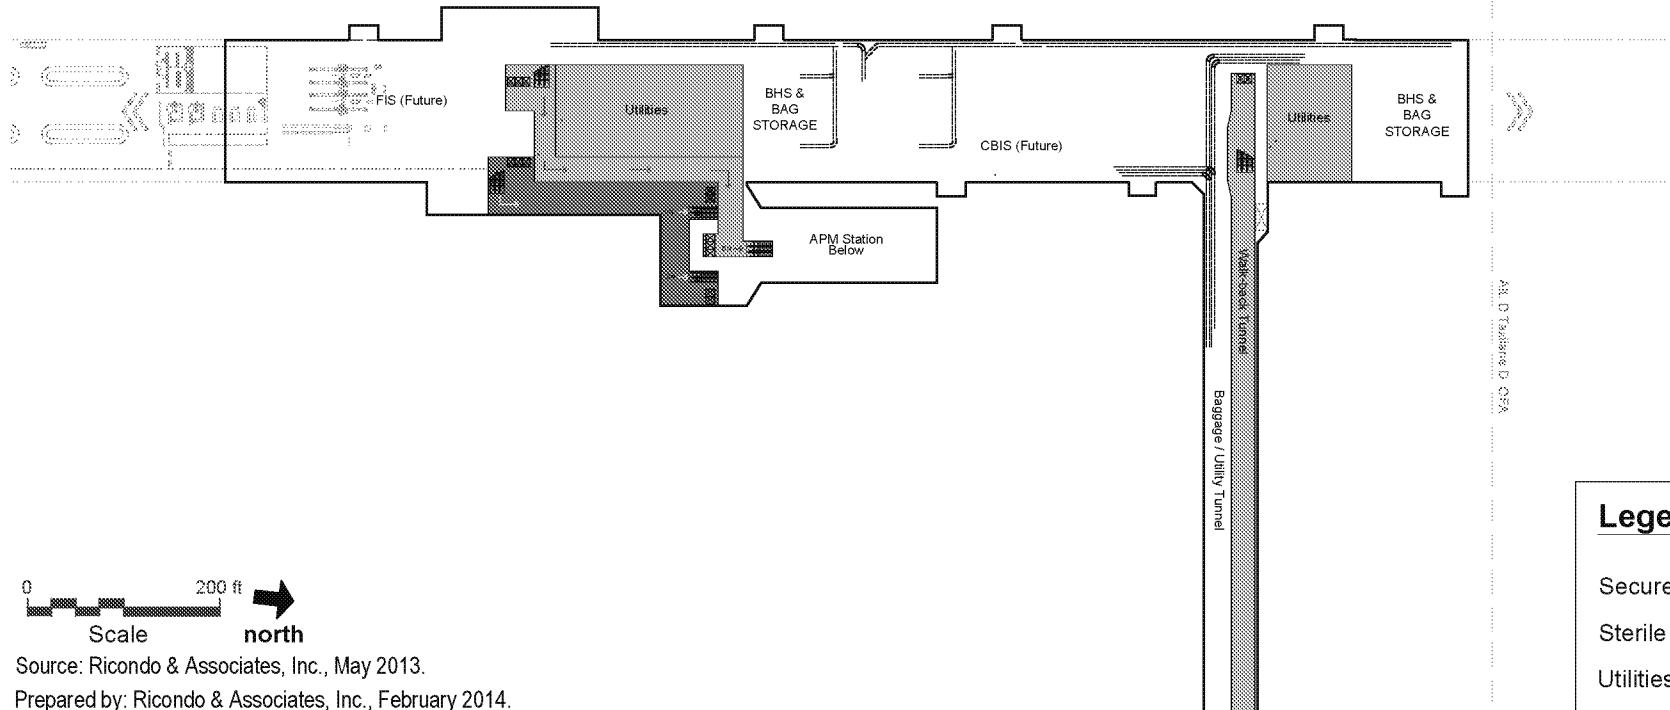 FIS (Future)
Utilities
BHS &
BAG
STORAGE
CBIS (Future)
Utilities
BHS &
BAG
STORAGE
APM Station
Below
Walk-back Tunnel
Baggage / Utility Tunnel
Taxilane D OFA
Lege
Secure
Sterile
Utilities
0 200 ft
Scale
north
Source: Ricondo & Associates, Inc., May 2013.
Prepared by: Ricondo & Associates, Inc., February 2014.